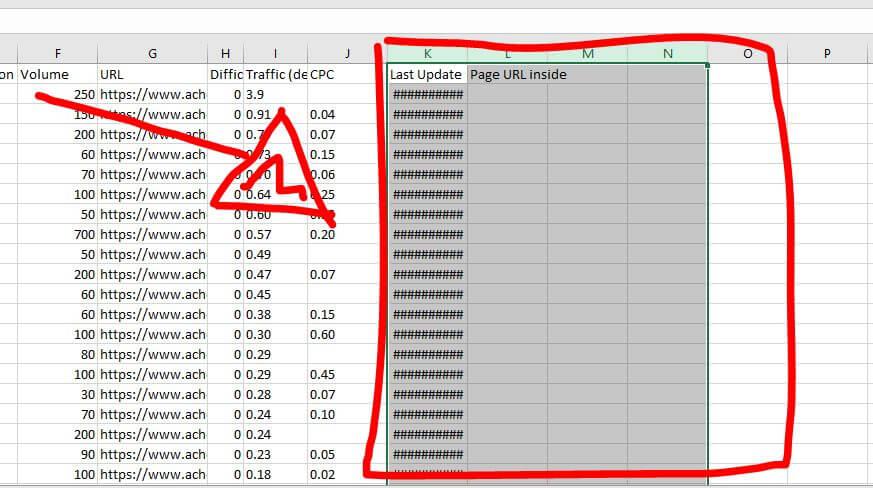 F G H I J K L M N O P
on Volume URL Diffic Traffic (de CPC Last Update Page URL inside
250 https://www.ach 0 3.9 ##########
150 https://www.ach 0 0.91 0.04 ##########
200 https://www.ach 0 0.07 ##########
60 https://www.ach 0.73 0.15 ##########
70 https://www.ach 0.70 0.06 ##########
100 https://www.ach 0 0.64 0.25 ##########
50 https://www.ach 0 0.60 ##########
700 https://www.ach 0 0.57 0.20 ##########
50 https://www.ach 0 0.49 ##########
200 https://www.ach 0 0.47 0.07 ##########
60 https://www.ach 0 0.45 ##########
60 https://www.ach 0 0.38 0.15 ##########
100 https://www.ach 0 0.30 0.60 ##########
80 https://www.ach 0 0.29 ##########
100 https://www.ach 0 0.29 0.45 ##########
30 https://www.ach 0 0.28 0.07 ##########
70 https://www.ach 0 0.24 0.10 ##########
200 https://www.ach 0 0.24 ##########
90 https://www.ach 0 0.23 0.05 ##########
100 https://www.ach 0 0.18 0.02 ##########